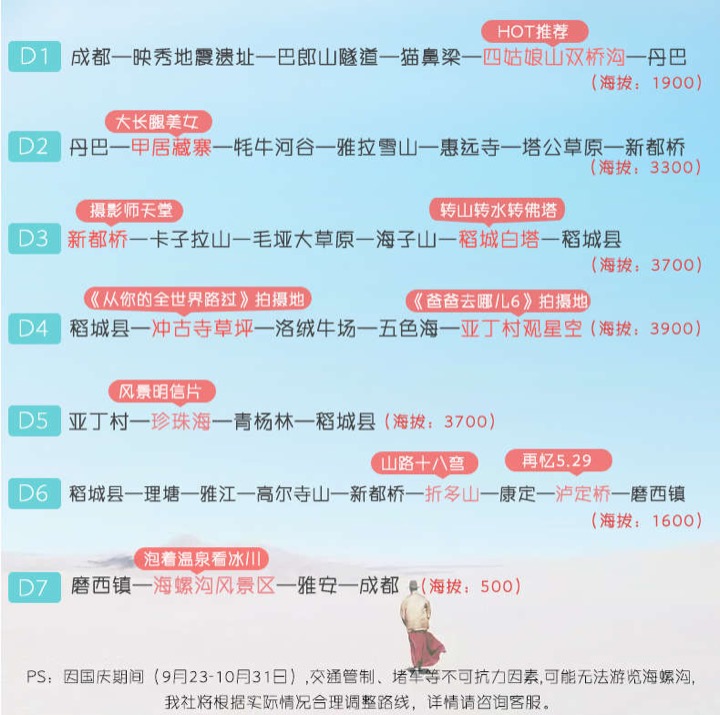 HOT推荐
D1 成都—映秀地震遗址—巴郎山隧道—猫鼻梁—四姑娘山双桥沟—丹巴
(海拔：1900)
大长腿美女
D2 丹巴—甲居藏寨—牦牛河谷—雅拉雪山—惠远寺—塔公草原—新都桥
(海拔：3300)
摄影师天堂 转山转水转佛塔
D3 新都桥—卡子拉山—毛垭大草原—海子山—稻城白塔—稻城县
(海拔：3700)
《从你的全世界路过》拍摄地 《爸爸去哪儿6》拍摄地
D4 稻城县—冲古寺草坪—洛绒牛场—五色海—亚丁村观星空 (海拔：3900)
风景明信片
D5 亚丁村—珍珠海—青杨林—稻城县 (海拔：3700)
山路十八弯 再忆5.29
D6 稻城县—理塘—雅江—高尔寺山—新都桥—折多山—康定—泸定桥—磨西镇
(海拔：1600)
泡着温泉看冰川
D7 磨西镇—海螺沟风景区—雅安—成都 (海拔：500)
PS：因国庆期间（9月23-10月31日）,交通管制、堵车等不可抗力因素,可能无法游览海螺沟,
我社将根据实际情况合理调整路线，详情请咨询客服。